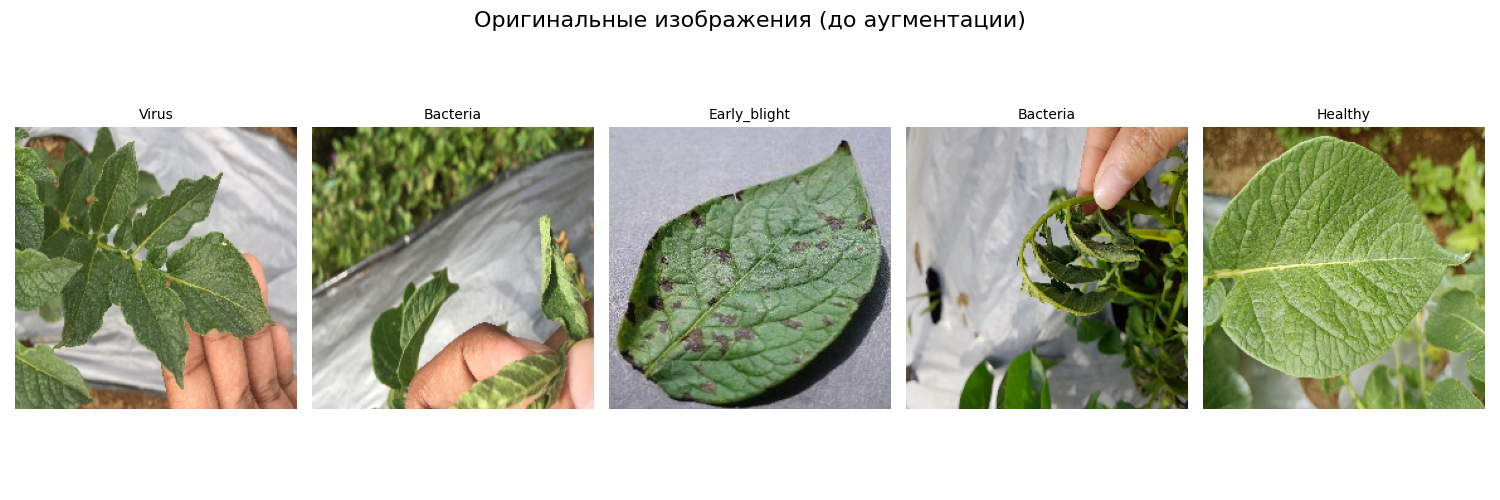 Оригинальные изображения (до аугментации)
Virus
Bacteria
Early_blight
Bacteria
Healthy